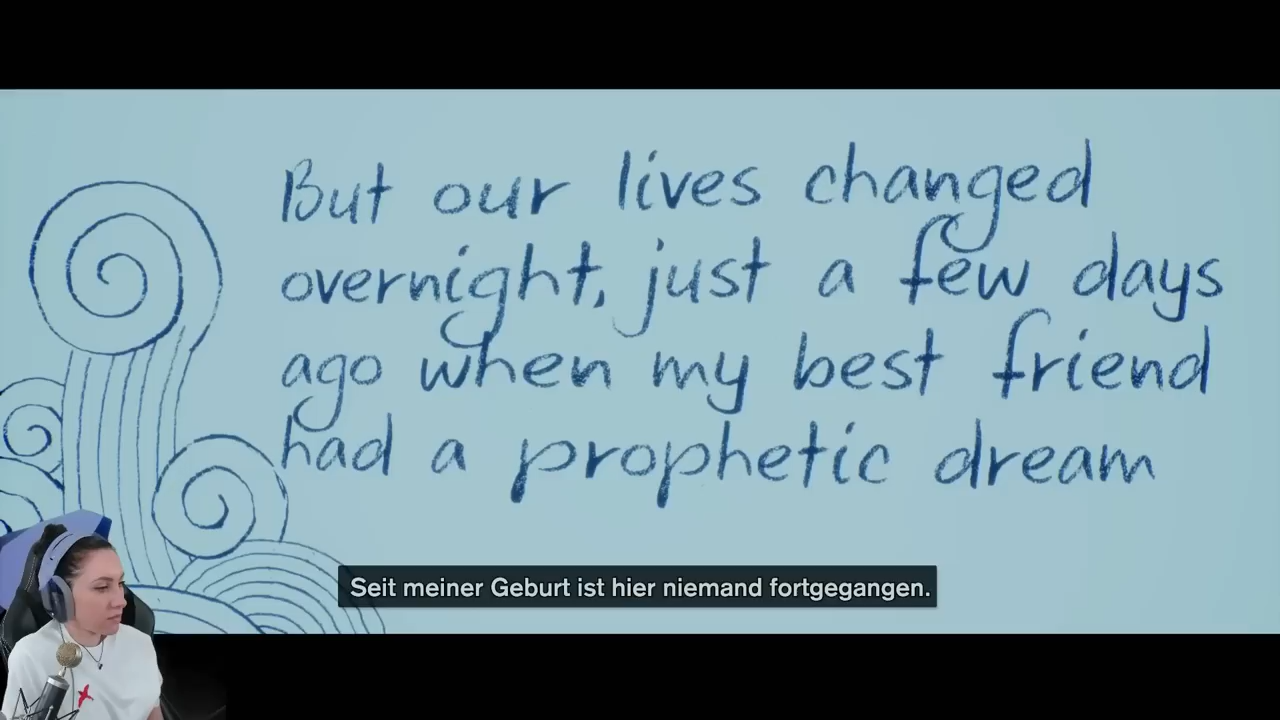 But our lives changed
overnight, just a few days
ago when my best friend
had a prophetic dream
Seit meiner Geburt ist hier niemand fortgegangen.